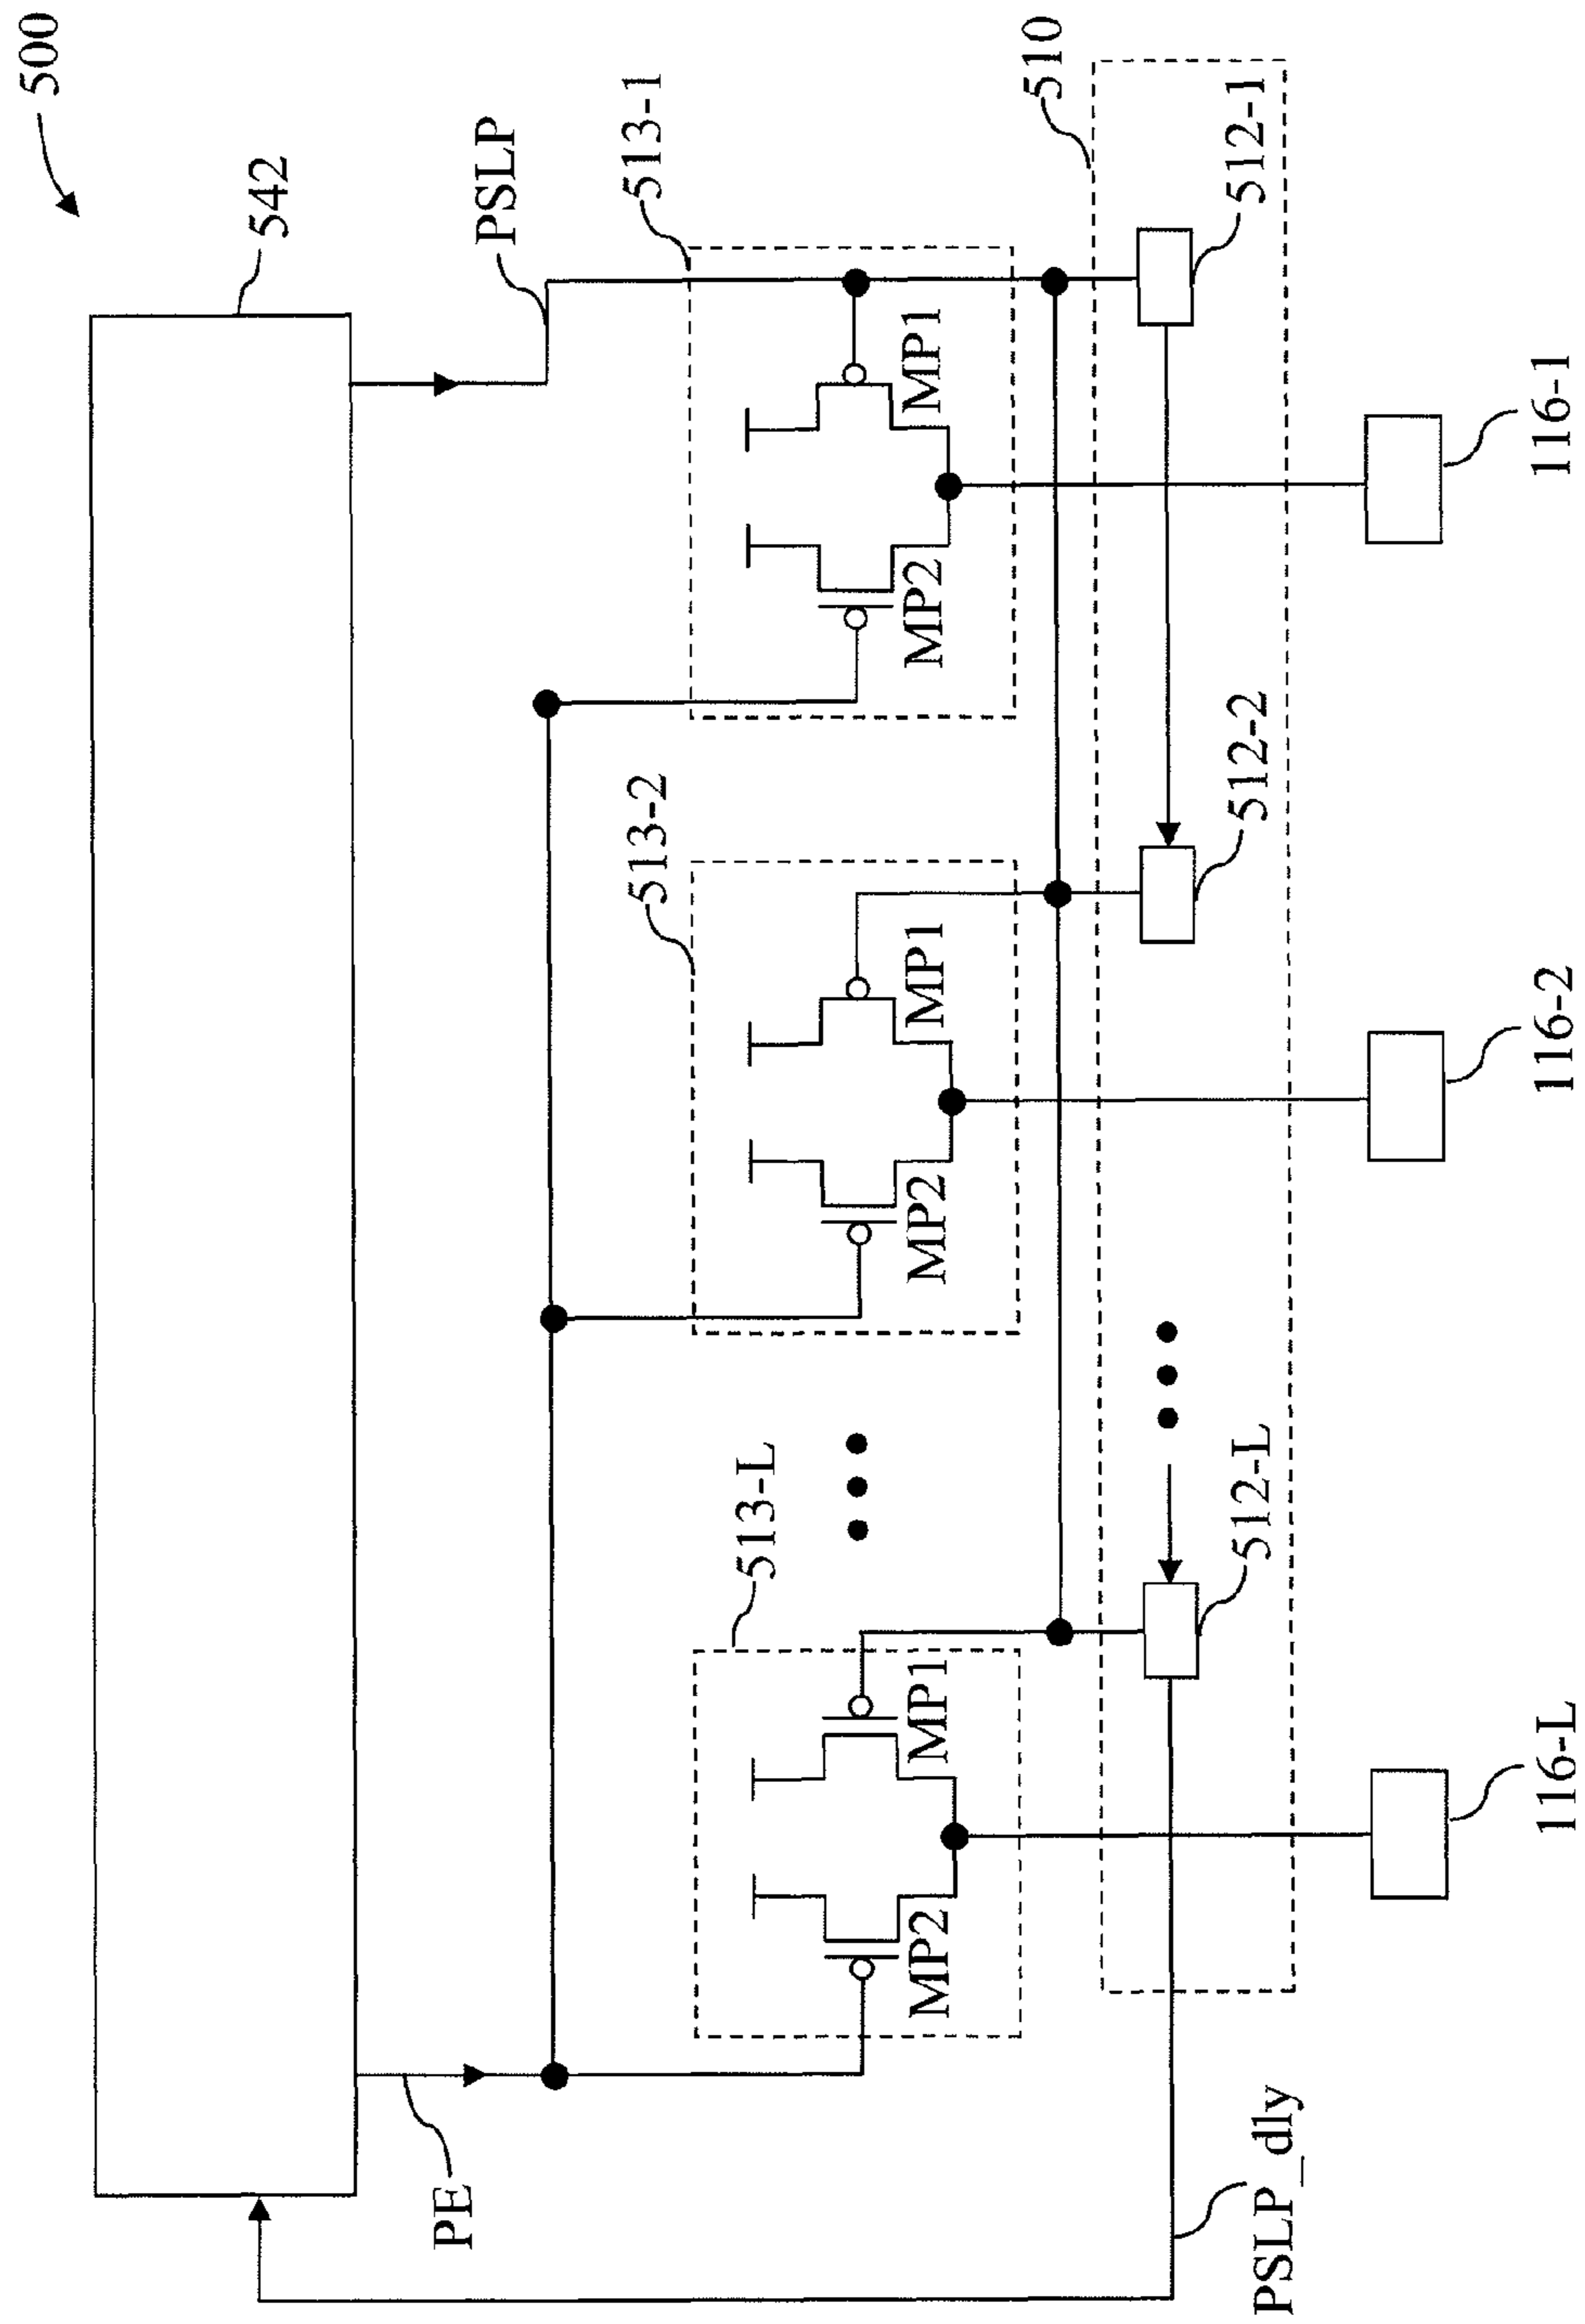 500
542
PE
PSLP
513-L
513-2
513-1
MP2
MP1
MP2
MP1
MP2
MP1
510
PSLP_dly
512-L
512-2
512-1
116-L
116-2
116-1